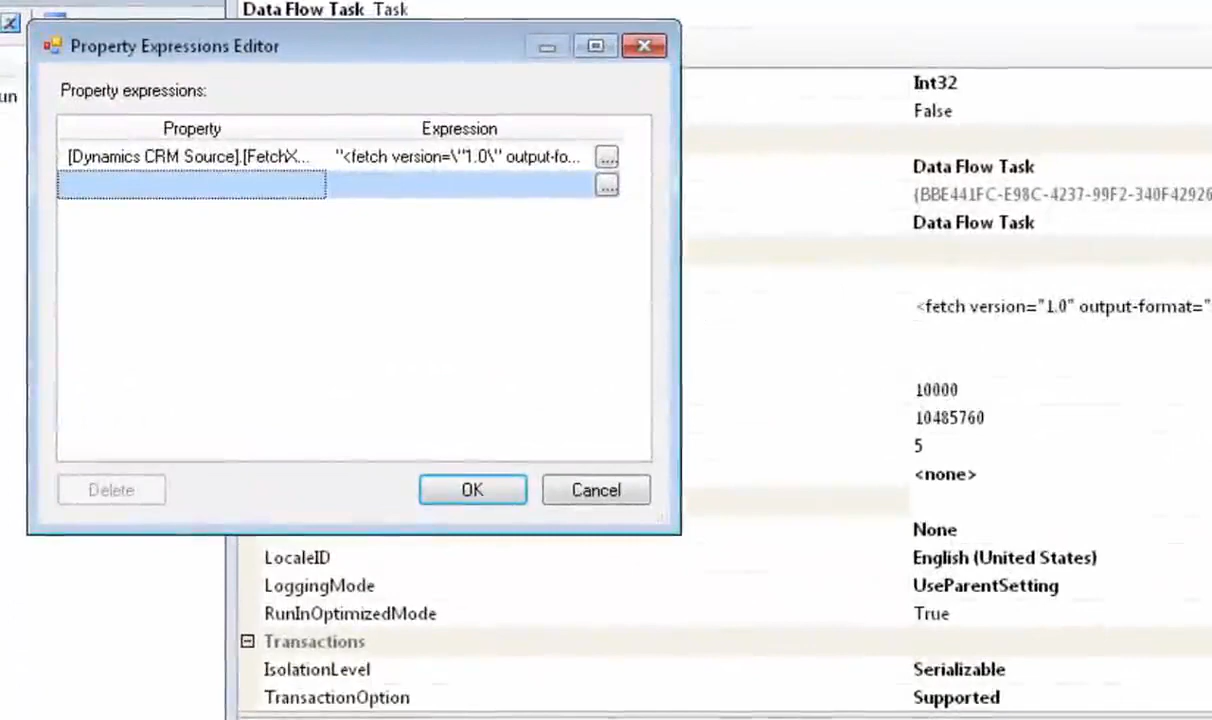 Data Flow Task Task
Property Expressions Editor
un
Property expressions:
Property Expression
[Dynamics CRM Source].[FetchX... "<fetch version=\"1.0\" output-fo... ...
...
Delete OK Cancel
Int32
False
Data Flow Task
{BBE441FC-E98C-4237-99F2-340F42926
Data Flow Task
<fetch version="1.0" output-format="
10000
10485760
5
<none>
None
LocaleID English (United States)
LoggingMode UseParentSetting
RunInOptimizedMode True
Transactions
IsolationLevel Serializable
TransactionOption Supported